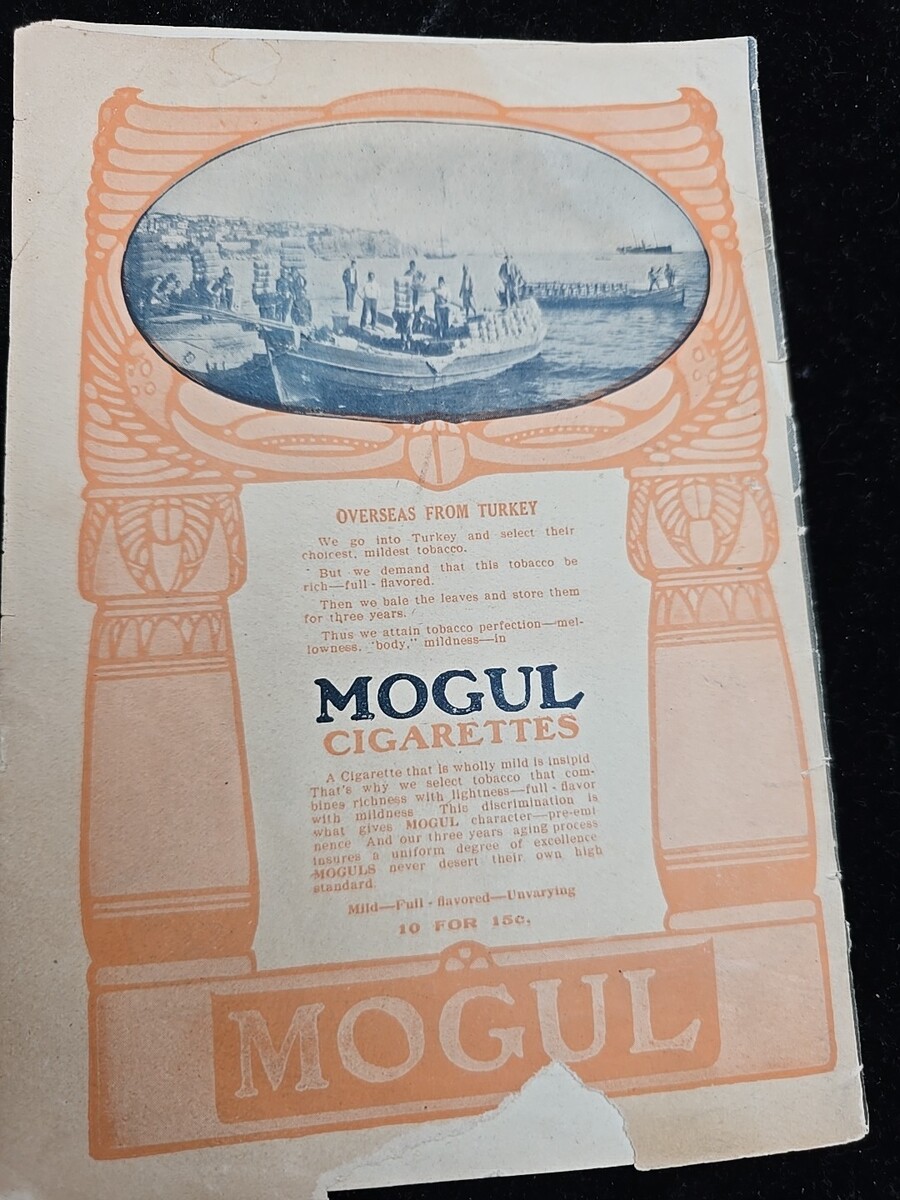 OVERSEAS FROM TURKEY
We go into Turkey and select their
choicest, mildest tobacco.
But we demand that this tobacco be
rich—full-flavored.
Then we bale the leaves and store them
for three years.
Thus we attain tobacco perfection—mel-
lowness, "body," mildness—in
MOGUL
CIGARETTES
A Cigarette that is wholly mild is insipid
That's why we select tobacco that com-
bines richness with lightness—full-flavor
with mildness This discrimination is
what gives MOGUL character—pre-emi
nence And our three years aging process
insures a uniform degree of excellence
MOGULS never desert their own high
standard.
Mild—Full-flavored—Unvarying
10 FOR 15c.
MOGUL